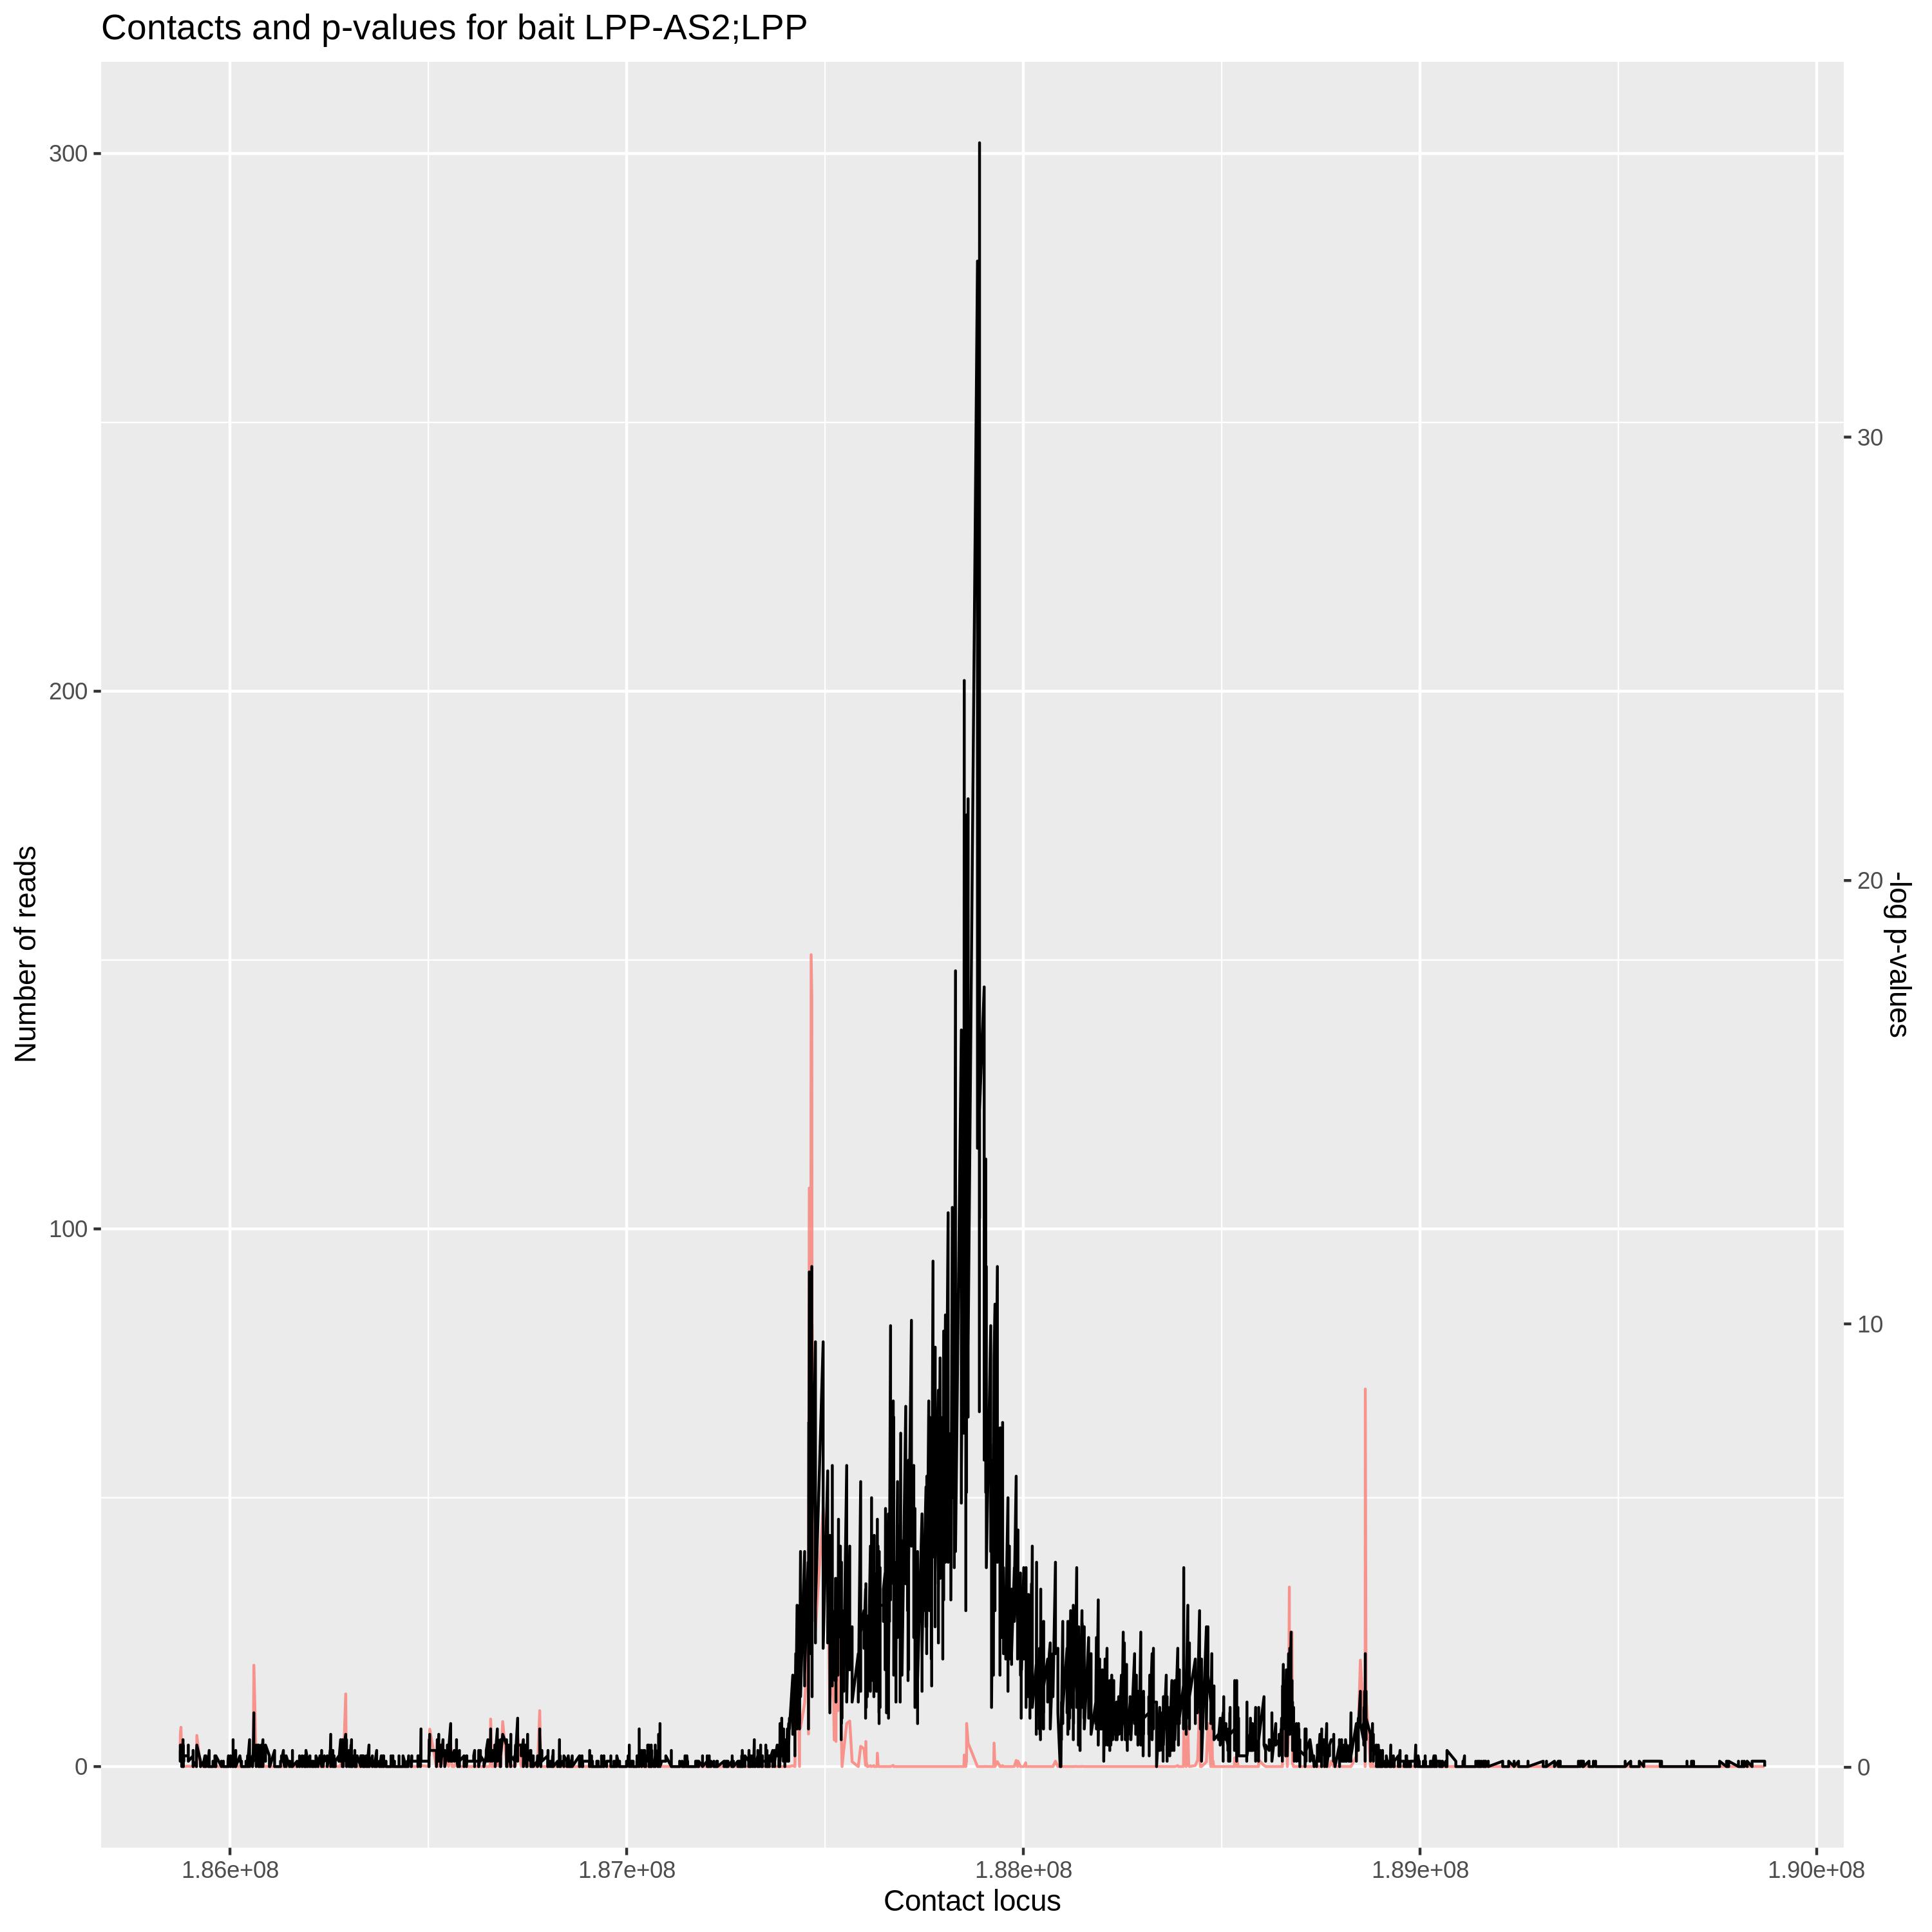 Contacts and p-values for bait LPP-AS2;LPP
300
200
100
0
Number of reads
30
20
10
0
-log p-values
1.86e+08
1.87e+08
1.88e+08
1.89e+08
1.90e+08
Contact locus